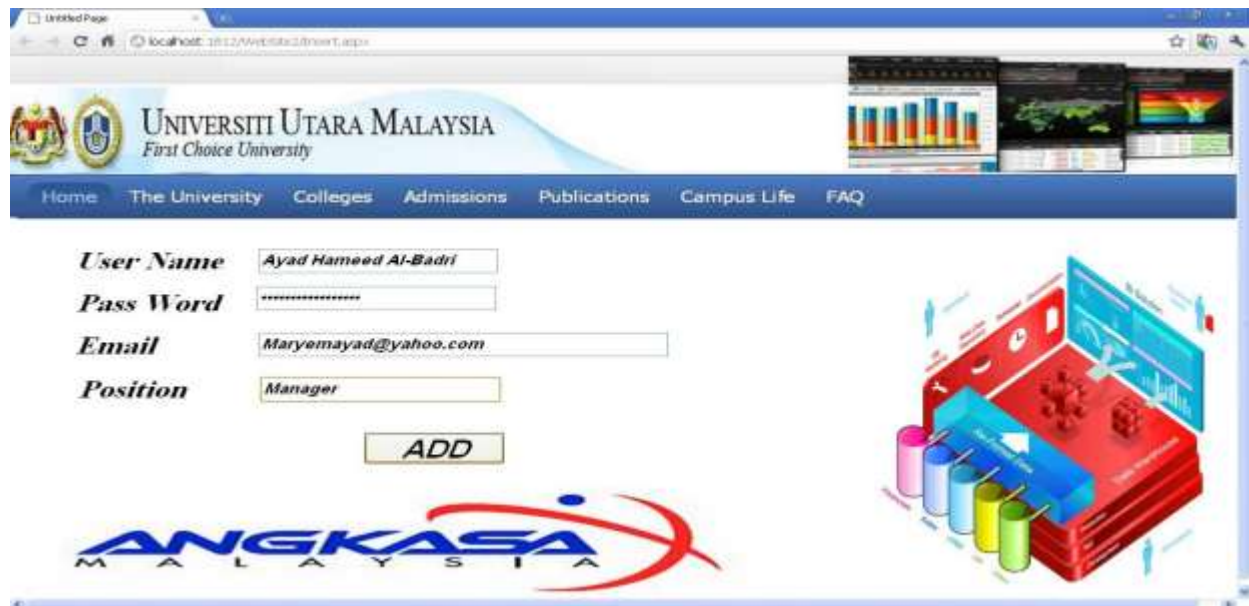 Untitled Page
UNIVERSITI UTARA MALAYSIA
First Choice University
Home The University Colleges Admissions Publications Campus Life FAQ
User Name Ayad Hameed Al-Badri
Pass Word
Email Maryemayad@yahoo.com
Position Manager
ADD
ANGKASA
MALAYSIA